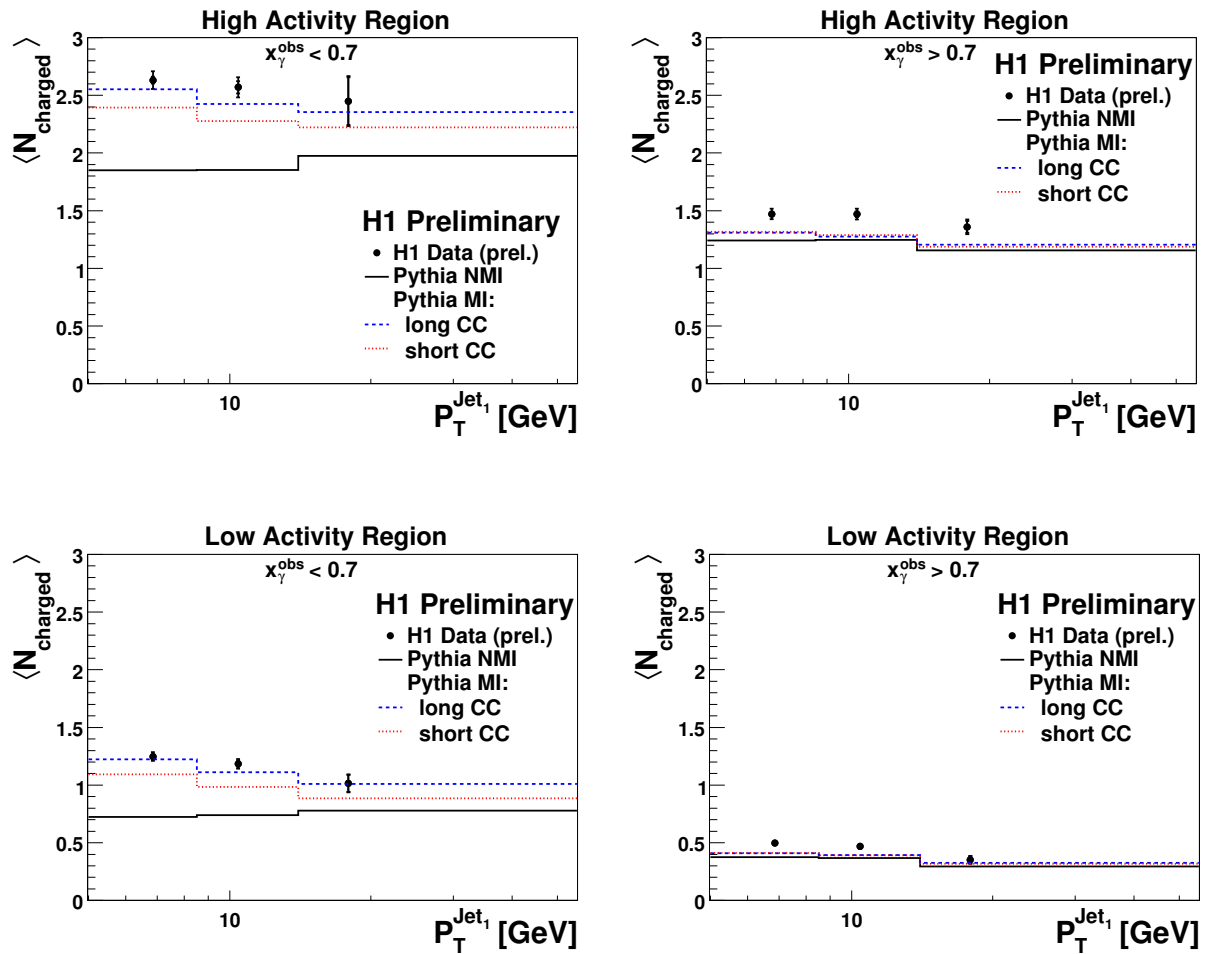 High Activity Region
x_γ^obs < 0.7
⟨N_charged⟩
3
2.5
2
1.5
1
0.5
0
H1 Preliminary
H1 Data (prel.)
Pythia NMI
Pythia MI:
long CC
short CC
10
P_T^Jet_1 [GeV]
High Activity Region
x_γ^obs > 0.7
⟨N_charged⟩
3
2.5
2
1.5
1
0.5
0
H1 Preliminary
H1 Data (prel.)
Pythia NMI
Pythia MI:
long CC
short CC
10
P_T^Jet_1 [GeV]
Low Activity Region
x_γ^obs < 0.7
⟨N_charged⟩
3
2.5
2
1.5
1
0.5
0
H1 Preliminary
H1 Data (prel.)
Pythia NMI
Pythia MI:
long CC
short CC
10
P_T^Jet_1 [GeV]
Low Activity Region
x_γ^obs > 0.7
⟨N_charged⟩
3
2.5
2
1.5
1
0.5
0
H1 Preliminary
H1 Data (prel.)
Pythia NMI
Pythia MI:
long CC
short CC
10
P_T^Jet_1 [GeV]